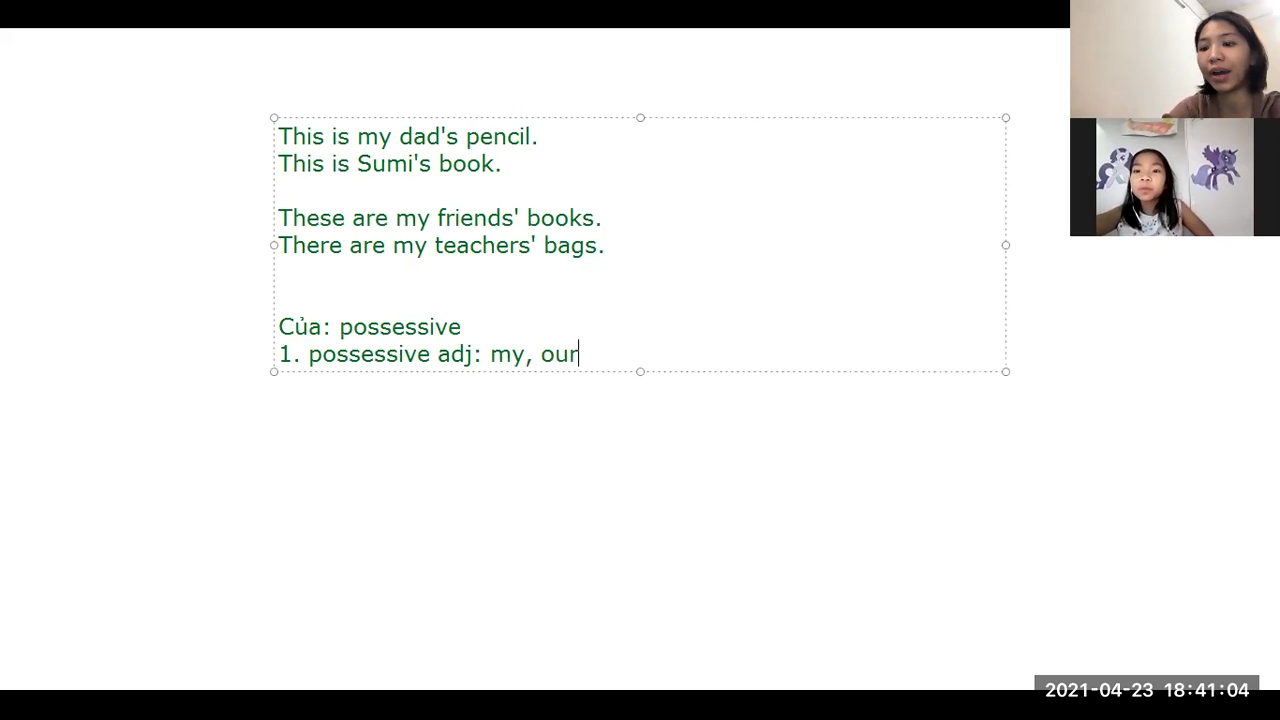 This is my dad's pencil.
This is Sumi's book.
These are my friends' books.
There are my teachers' bags.
Của: possessive
1. possessive adj: my, our
2021-04-23 18:41:04